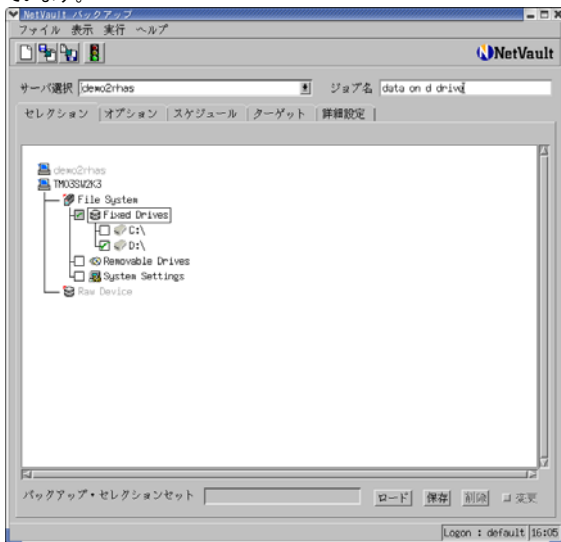 ています。
NetVault バックアップ
ファイル 表示 実行 ヘルプ
NetVault
サーバ選択 demo2rhas ジョブ名 data on d drive
セレクション オプション スケジュール ターゲット 詳細設定
demo2rhas
TM03SW2K3
File System
Fixed Drives
C:\
D:\
Removable Drives
System Settings
Raw Device
バックアップ・セレクションセット ロード 保存 削除 変更
Logon : default 16:05